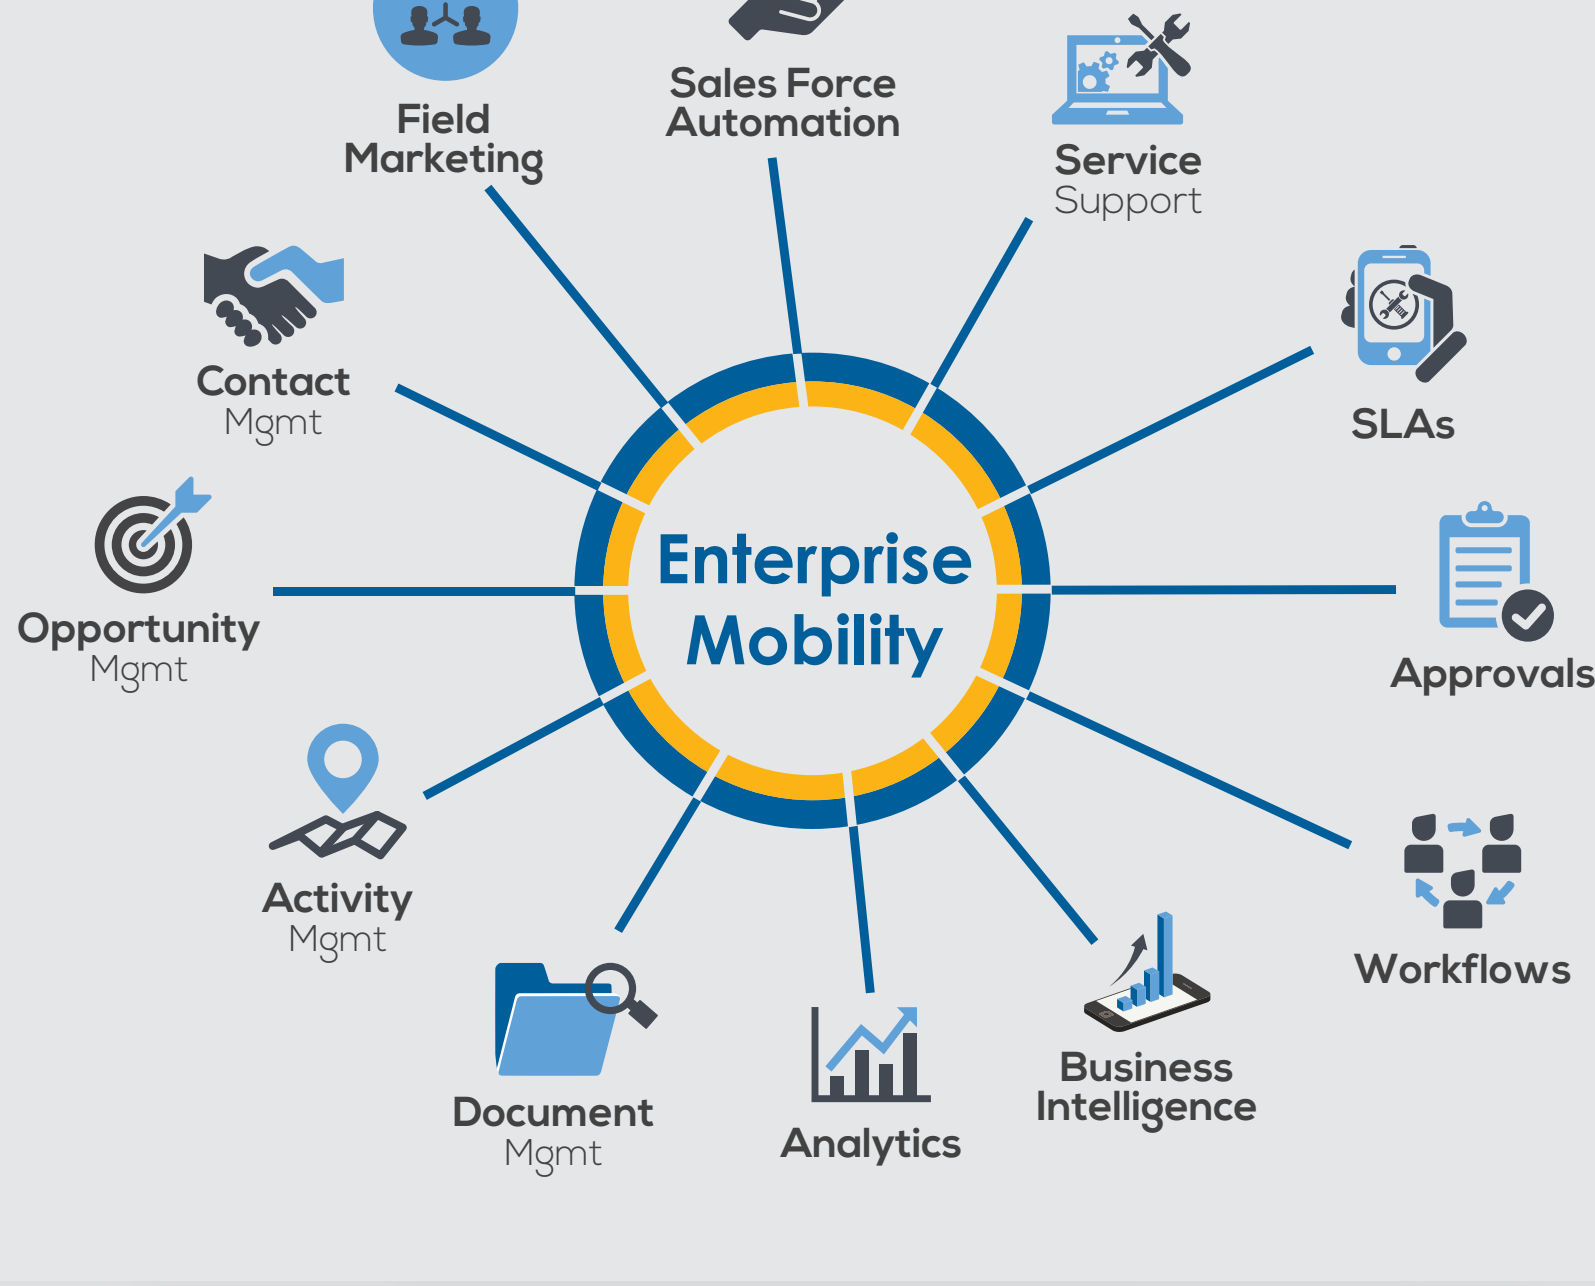 Field
Marketing
Sales Force
Automation
Service
Support
Contact
Mgmt
SLAs
Opportunity
Mgmt
Enterprise
Mobility
Approvals
Activity
Mgmt
Workflows
Document
Mgmt
Analytics
Business
Intelligence